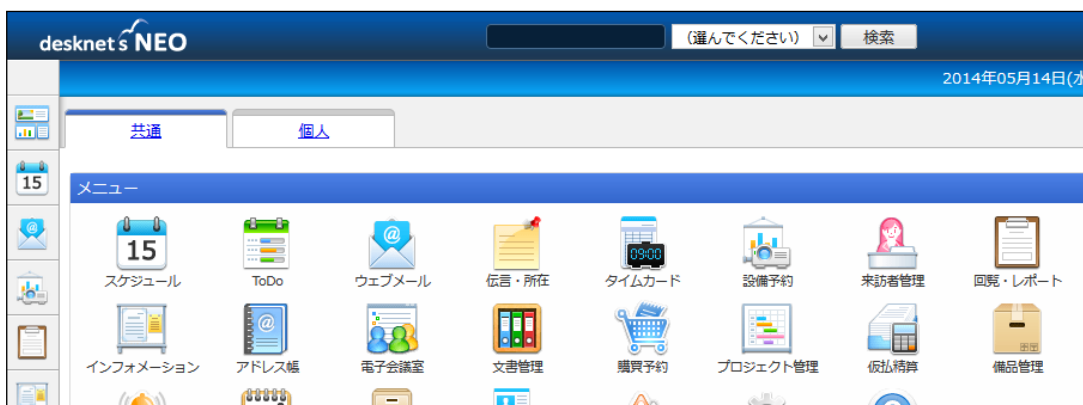 desknet's NEO
(選んでください) 検索
2014年05月14日(水
共通 個人
15
メニュー
15
09:00
スケジュール ToDo ウェブメール 伝言・所在 タイムカード 設備予約 来訪者管理 回覧・レポート
インフォメーション アドレス帳 電子会議室 文書管理 購買予約 プロジェクト管理 仮払精算 備品管理